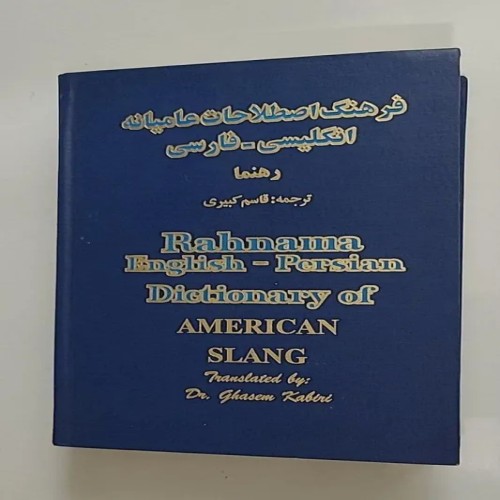 فرهنگ اصطلاحات عامیانه
انگلیسی - فارسی
رهنما
ترجمه: قاسم کبیری
Rahnama
English - Persian
Dictionary of
AMERICAN
SLANG
Translated by:
Dr. Ghasem Kabiri